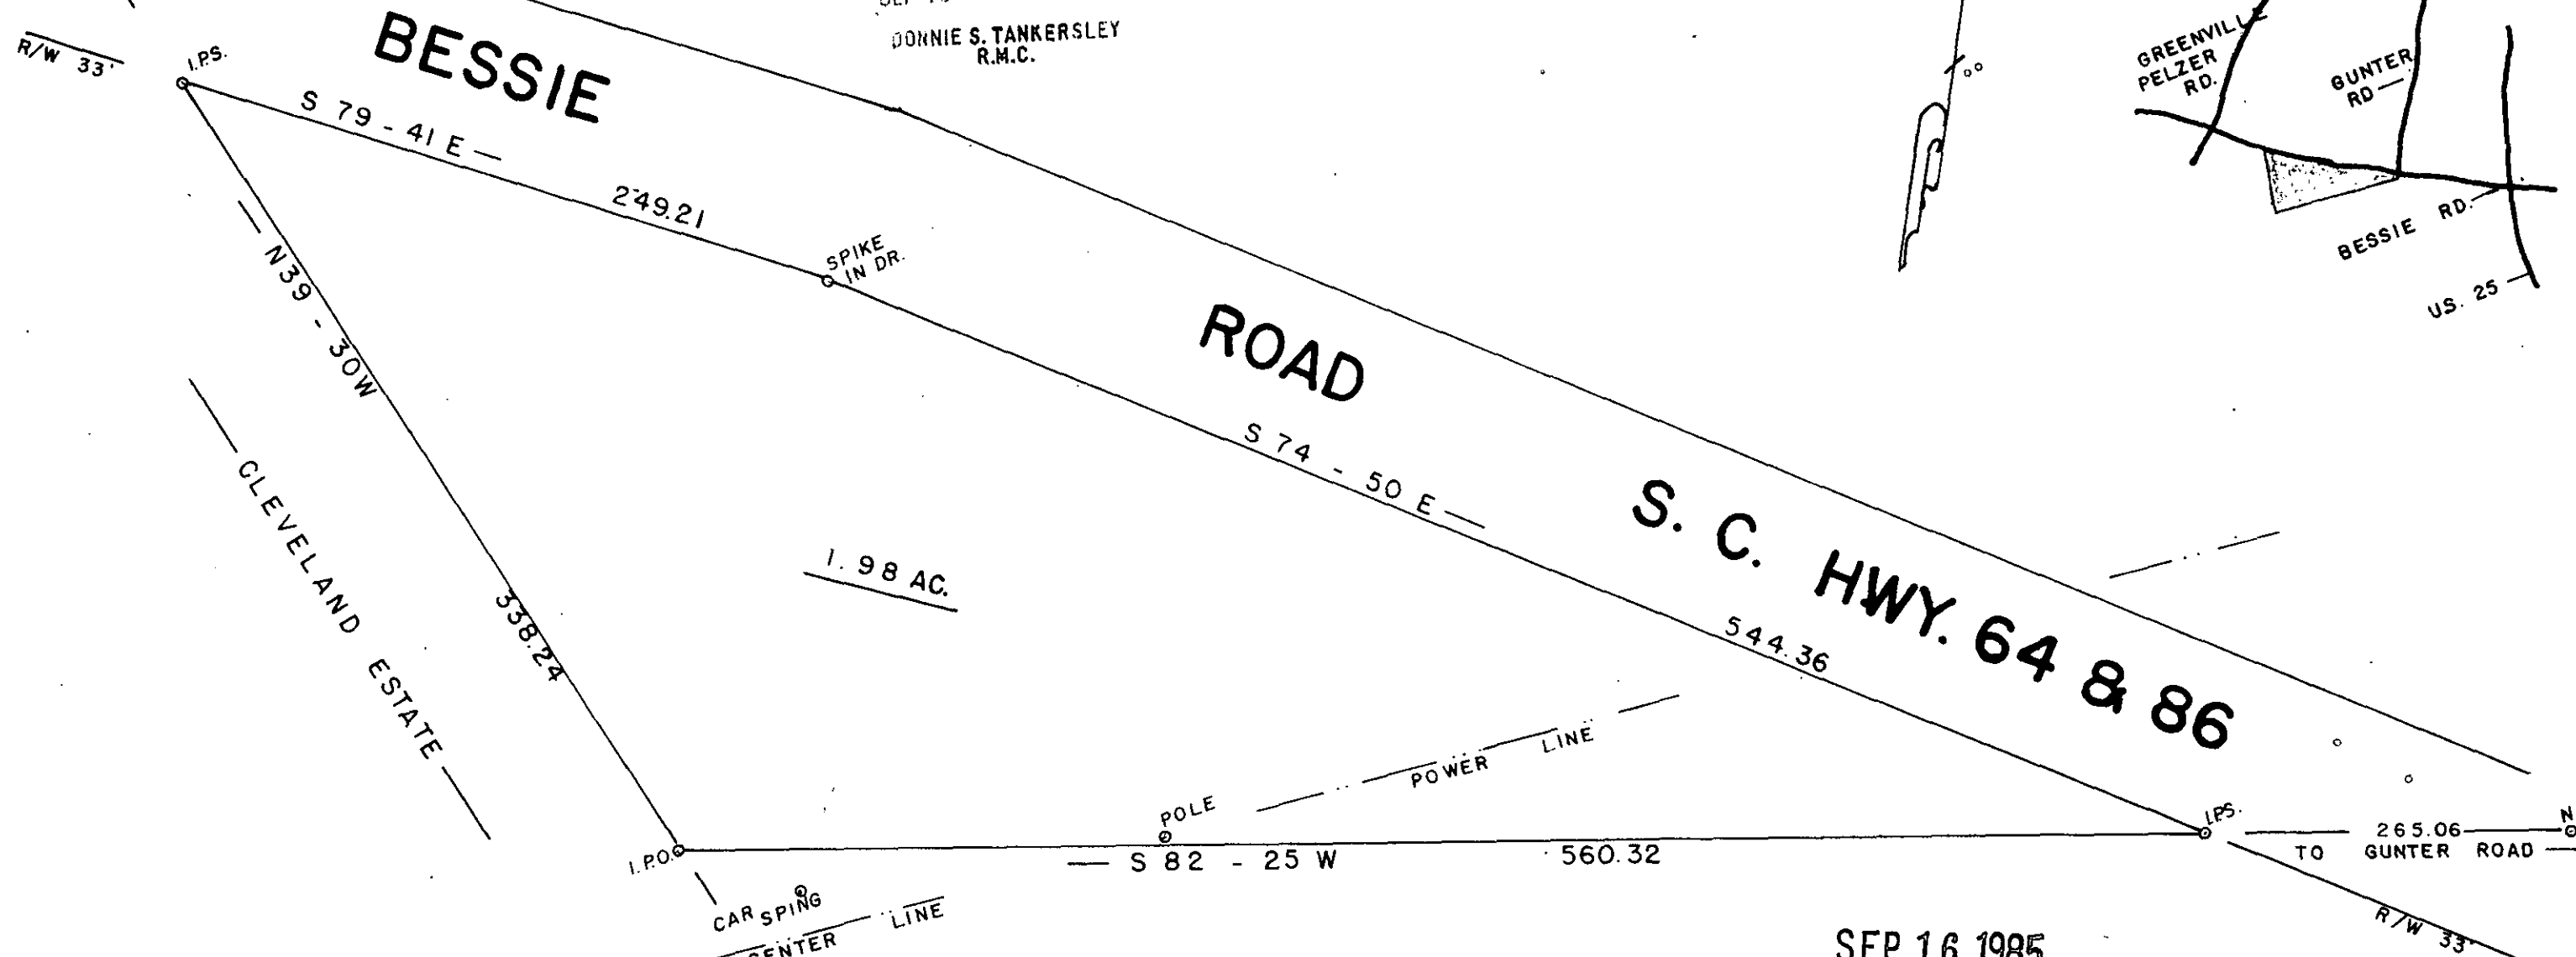 DONNIE S. TANKERSLEY
R.M.C.
R/W 33'
I.P.S.
BESSIE
S 79 - 41 E
249.21
SPIKE
IN DR.
GREENVILLE
PELZER
RD.
GUNTER
RD
BESSIE RD.
US. 25
N39 - 30W
338.24
CLEVELAND ESTATE
ROAD
S 74 - 50 E
544.36
S. C. HWY. 64 & 86
1.98 AC.
POWER LINE
POLE
I.P.O.
S 82 - 25 W
560.32
I.P.S.
265.06
TO GUNTER ROAD
N
R/W 33'
CAR SPING
CENTER LINE
SEP 16 1985